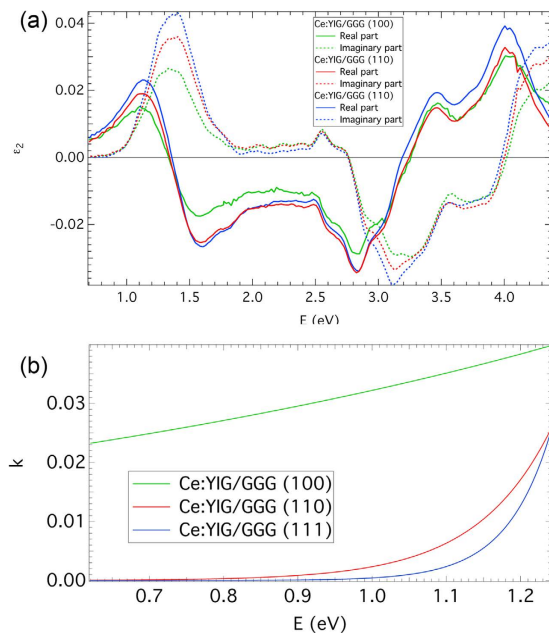 (a)
0.04
0.02
0.00
-0.02
ε2
Ce:YIG/GGG (100)
Real part
Imaginary part
Ce:YIG/GGG (110)
Real part
Imaginary part
Ce:YIG/GGG (110)
Real part
Imaginary part
1.0 1.5 2.0 2.5 3.0 3.5 4.0
E (eV)
(b)
0.03
0.02
0.01
0.00
k
Ce:YIG/GGG (100)
Ce:YIG/GGG (110)
Ce:YIG/GGG (111)
0.7 0.8 0.9 1.0 1.1 1.2
E (eV)